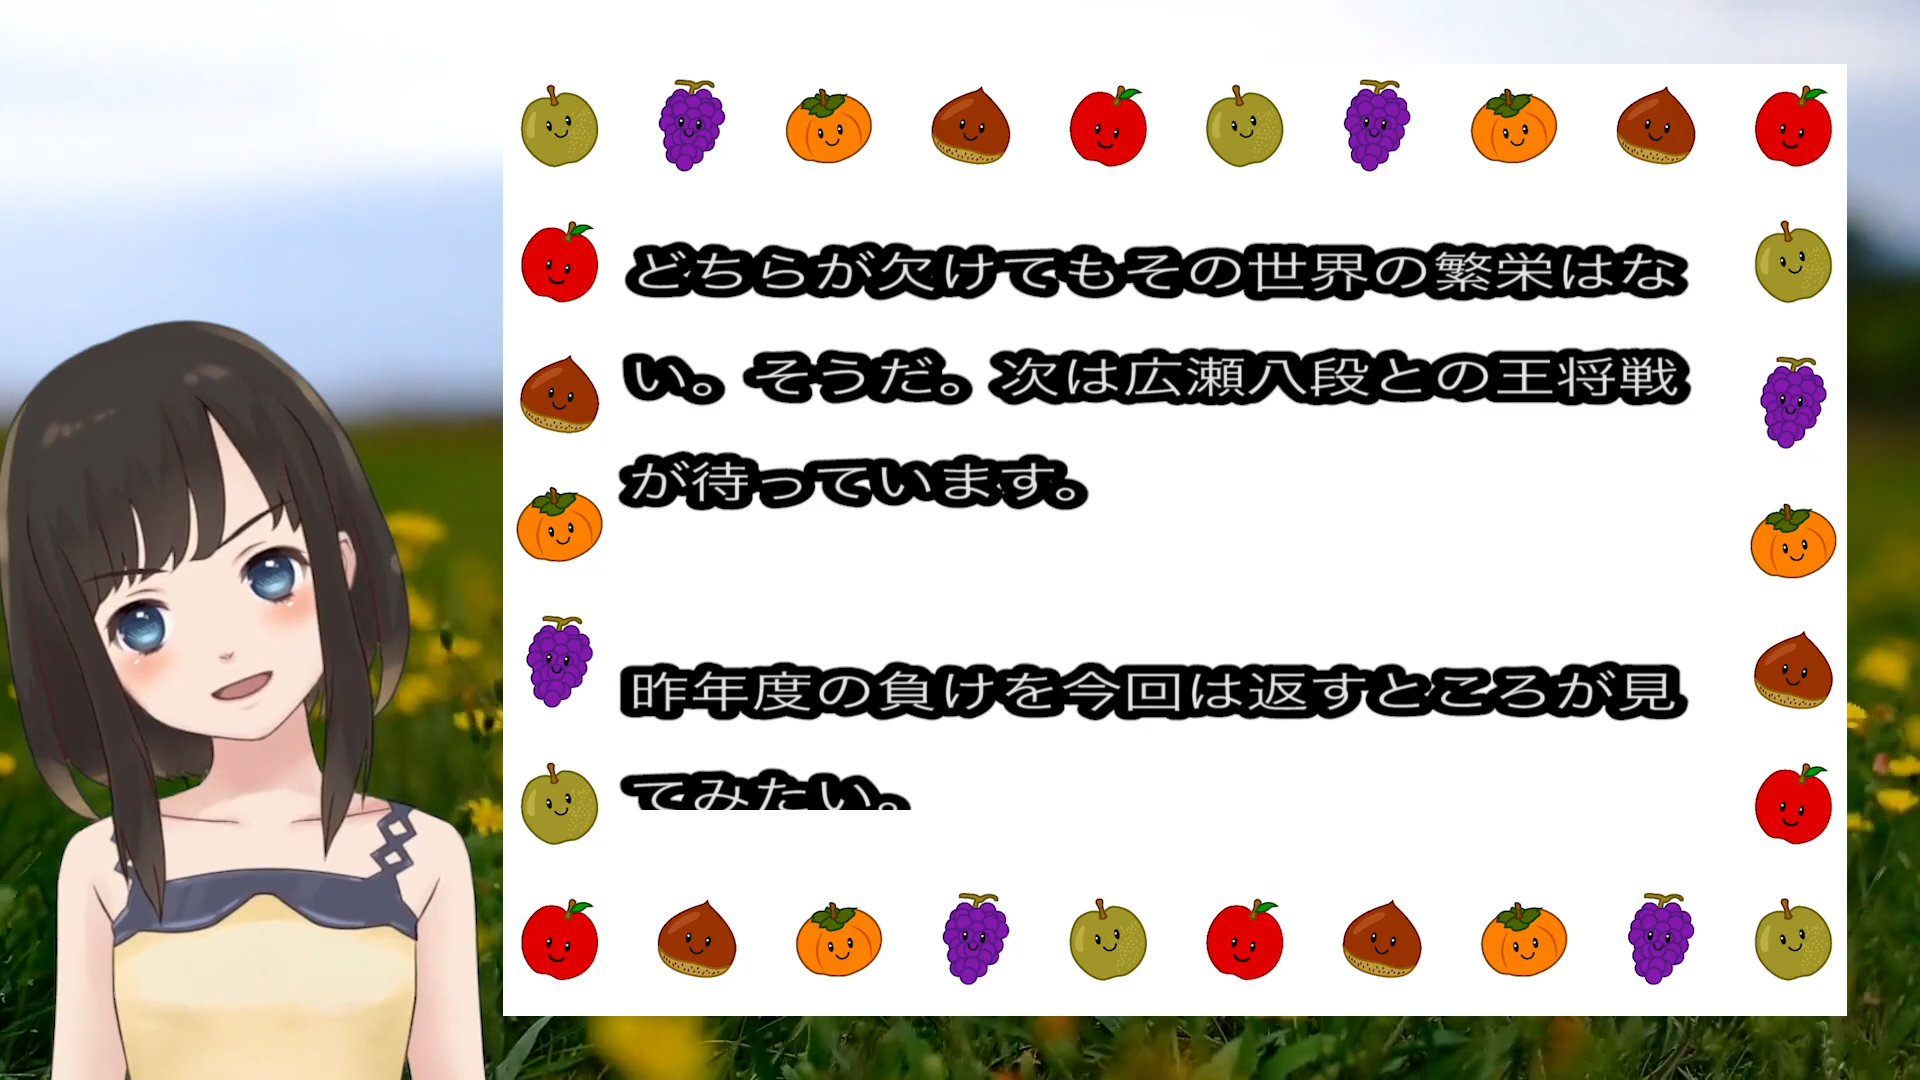 どちらが欠けてもその世界の繁栄はな
い。そうだ。次は広瀬八段との王将戦
が待っています。
昨年度の負けを今回は返すところが見
てみたい。